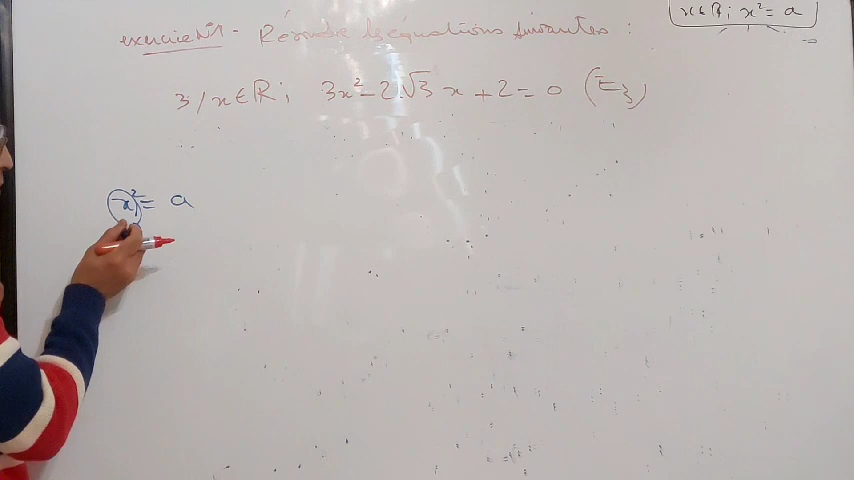 x ∈ ℝ ; x² = a
exercice N°1 - Résoudre les équations suivantes :
3 / x ∈ ℝ ; 3x² - 2√3 x + 2 = 0 (E₃)
x² = a